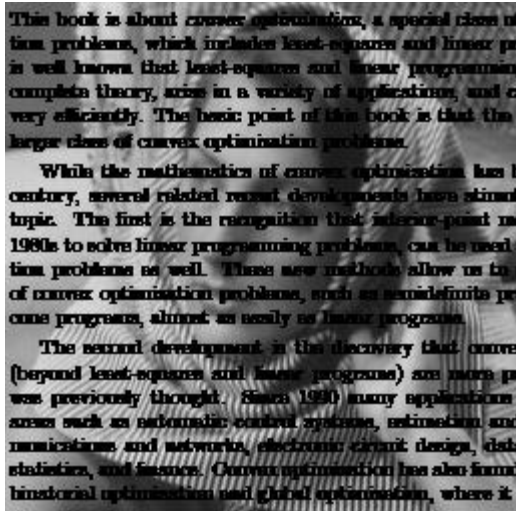 This book is about convex optimization, a special class of
tion problems, which includes least-squares and linear pr
is well known that least-squares and linear programming
complete theory, arise in a variety of applications, and c
very efficiently. The basic point of this book is that the
larger class of convex optimization problems.
While the mathematics of convex optimization has b
century, several related recent developments have stimul
topic. The first is the recognition that interior-point m
1980s to solve linear programming problems, can be used
tion problems as well. These new methods allow us to
of convex optimization problems, such as semidefinite pr
cone programs, almost as easily as linear programs.
The second development is the discovery that conve
(beyond least-squares and linear programs) are more p
was previously thought. Since 1990 many applications
areas such as automatic control systems, estimation and
munications and networks, electronic circuit design, dat
statistics, and finance. Convex optimization has also foun
binatorial optimization and global optimization, where it